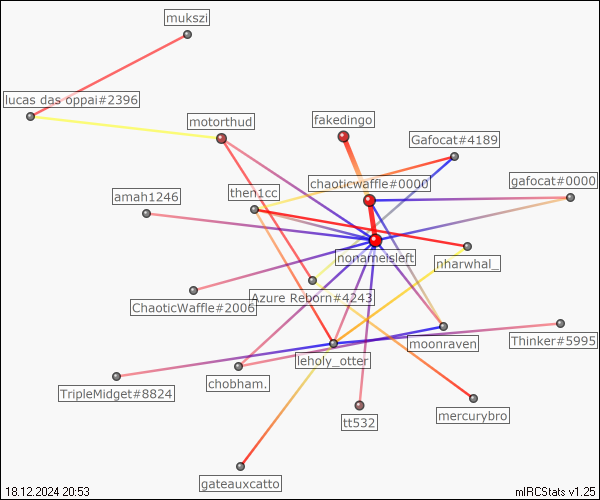 mukszi
lucas das oppai#2396
motorthud
fakedingo
Gafocat#4189
chaoticwaffle#0000
gafocat#0000
amah1246
then1cc
nonameisleft
nharwhal_
ChaoticWaffle#2006
Azure Reborn#4243
moonraven
Thinker#5995
leholy_otter
TripleMidget#8824
chobham.
tt532
mercurybro
gateauxcatto
18.12.2024 20:53
mIRCStats v1.25